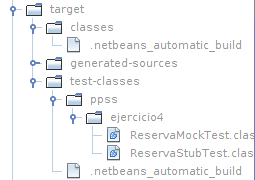 target
classes
.netbeans_automatic_build
generated-sources
test-classes
ppss
ejercicio4
ReservaMockTest.clas
ReservaStubTest.clas
.netbeans_automatic_build